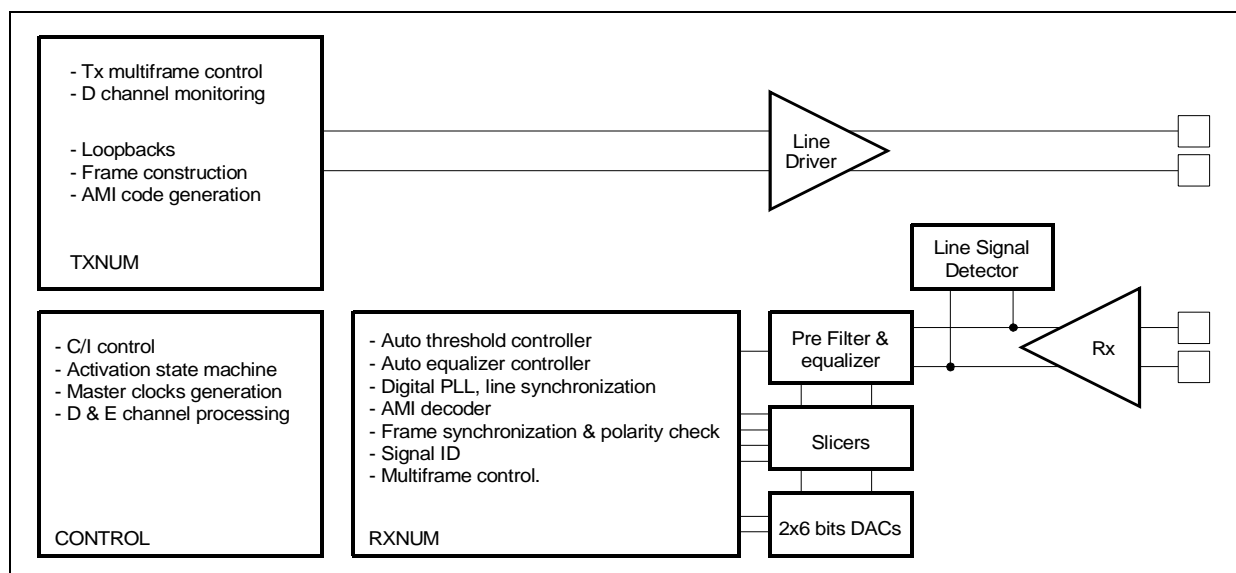 - Tx multiframe control
- D channel monitoring
- Loopbacks
- Frame construction
- AMI code generation
TXNUM
Line
Driver
Line Signal
Detector
Rx
Pre Filter &
equalizer
Slicers
2x6 bits DACs
- C/I control
- Activation state machine
- Master clocks generation
- D & E channel processing
CONTROL
- Auto threshold controller
- Auto equalizer controller
- Digital PLL, line synchronization
- AMI decoder
- Frame synchronization & polarity check
- Signal ID
- Multiframe control.
RXNUM